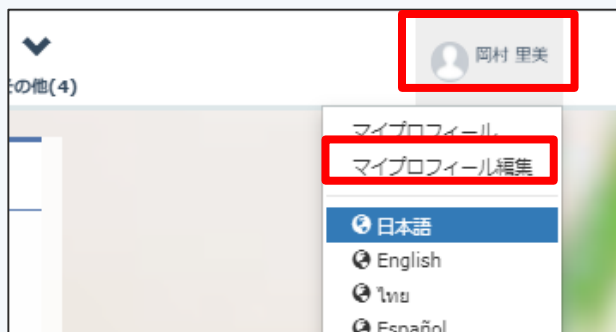 岡村 里美
その他(4)
マイプロフィール
マイプロフィール編集
日本語
English
ไทย
Español